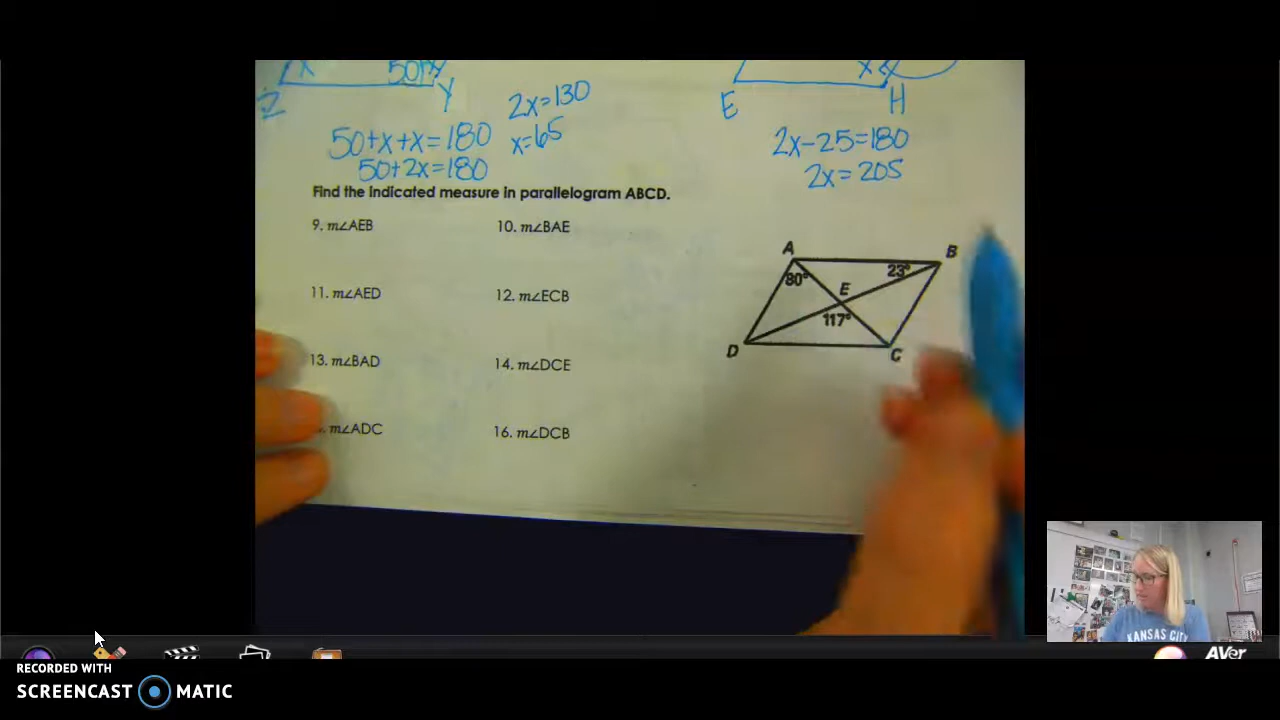 X 50° Y
Z
2x=130
x=65
50+x+x=180
50+2x=180
E X H
2x-25=180
2x=205
Find the indicated measure in parallelogram ABCD.
9. m∠AEB 10. m∠BAE
11. m∠AED 12. m∠ECB
13. m∠BAD 14. m∠DCE
m∠ADC 16. m∠DCB
A B
80° 23°
E
117°
D C
KANSAS CITY
AVer
RECORDED WITH
SCREENCAST MATIC